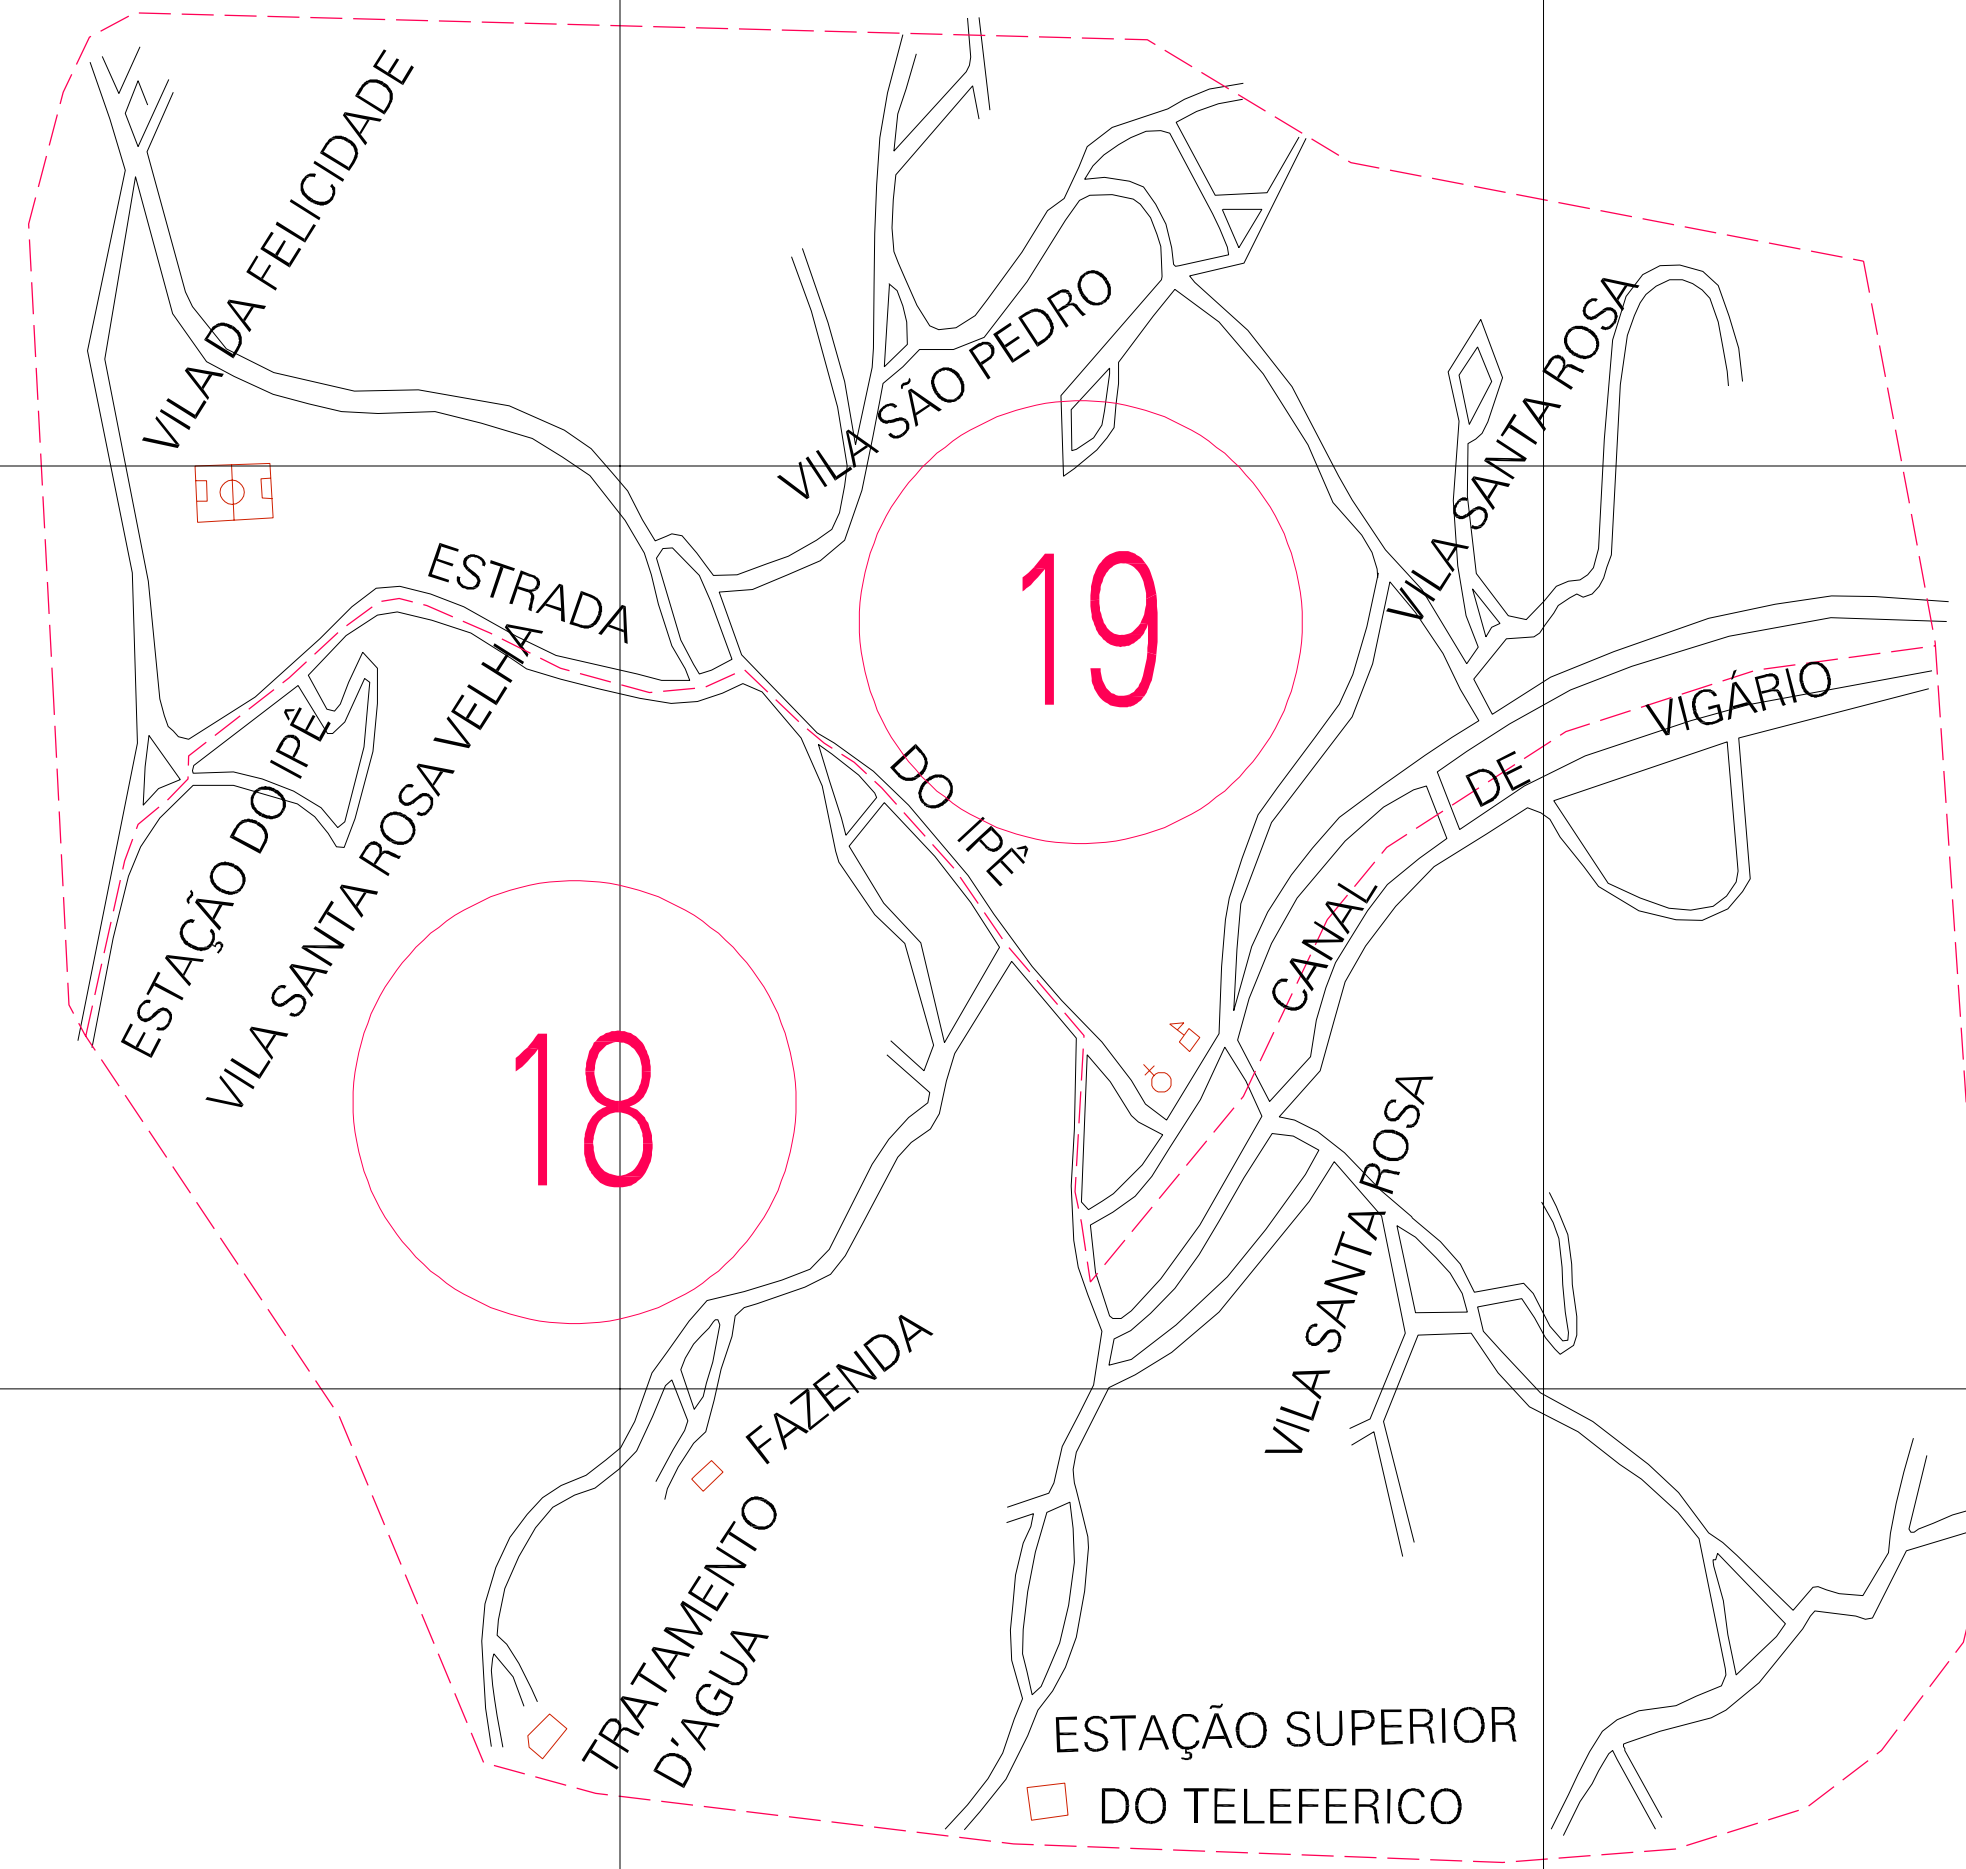 VILA DA FELICIDADE
VILA SÃO PEDRO
VILA SANTA ROSA
ESTRADA
DO IPÊ
19
CANAL
DE
VIGÁRIO
ESTAÇÃO DO IPÊ
VILA SANTA ROSA VELHA
18
VILA SANTA ROSA
FAZENDA
TRATAMENTO
D'AGUA
ESTAÇÃO SUPERIOR
DO TELEFERICO